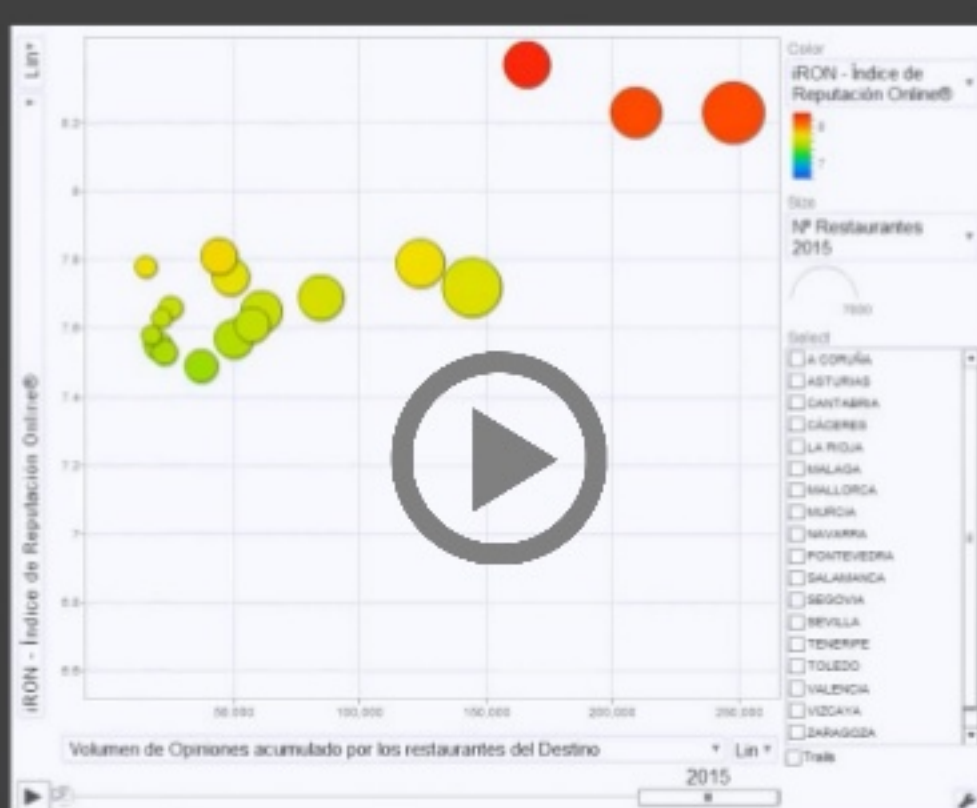 Lin
8.2
8
7.8
7.6
7.4
7.2
7
6.8
6.6
iRON - Índice de Reputación Online®
50.000
100,000
150,000
200,000
250,000
Volumen de Opiniones acumulado por los restaurantes del Destino
Lin
2015
Color
iRON - Índice de
Reputación Online®
8
7
Size
Nº Restaurantes
2015
Select
A CORUÑA
ASTURIAS
CANTABRIA
CÁCERES
LA RIOJA
MALAGA
MALLORCA
MURCIA
NAVARRA
PONTEVEDRA
SALAMANCA
SEGOVIA
SEVILLA
TENERIFE
TOLEDO
VALENCIA
VIZCAYA
ZARAGOZA
Trails